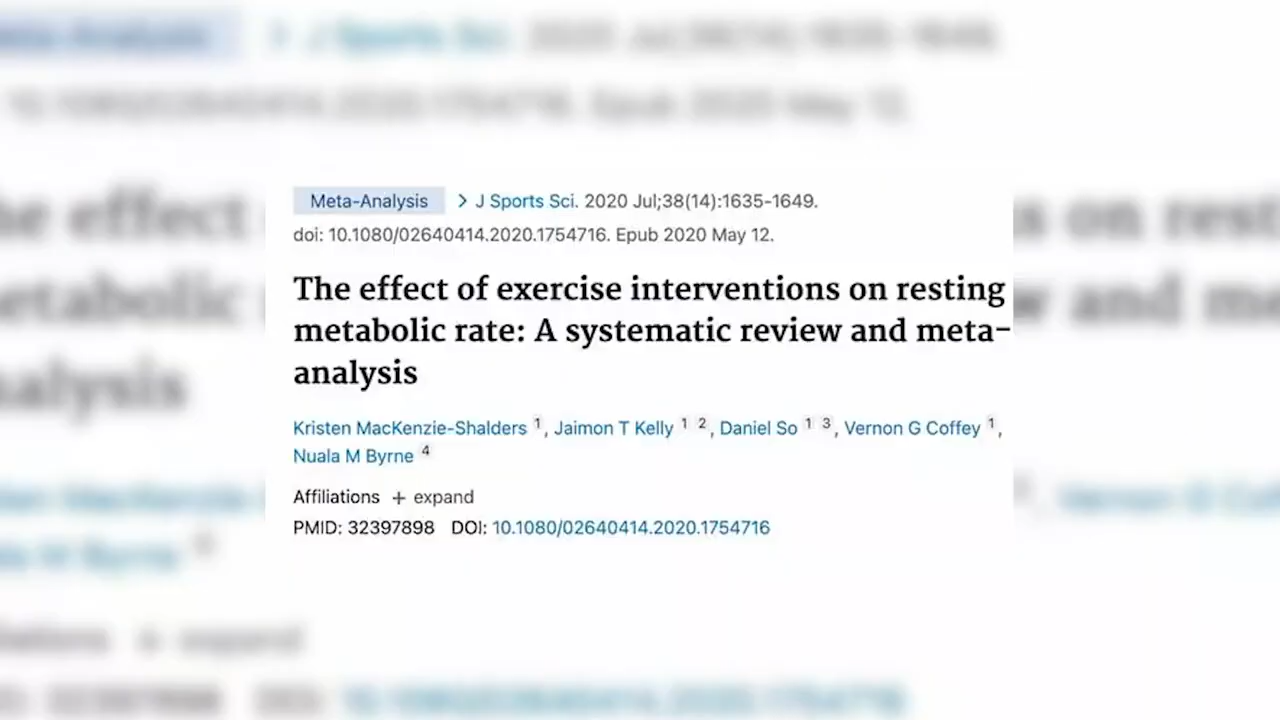 Meta-Analysis > J Sports Sci. 2020 Jul;38(14):1635-1649.
doi: 10.1080/02640414.2020.1754716. Epub 2020 May 12.
The effect of exercise interventions on resting
metabolic rate: A systematic review and meta-
analysis
Kristen MacKenzie-Shalders 1, Jaimon T Kelly 1 2, Daniel So 1 3, Vernon G Coffey 1,
Nuala M Byrne 4
Affiliations + expand
PMID: 32397898 DOI: 10.1080/02640414.2020.1754716